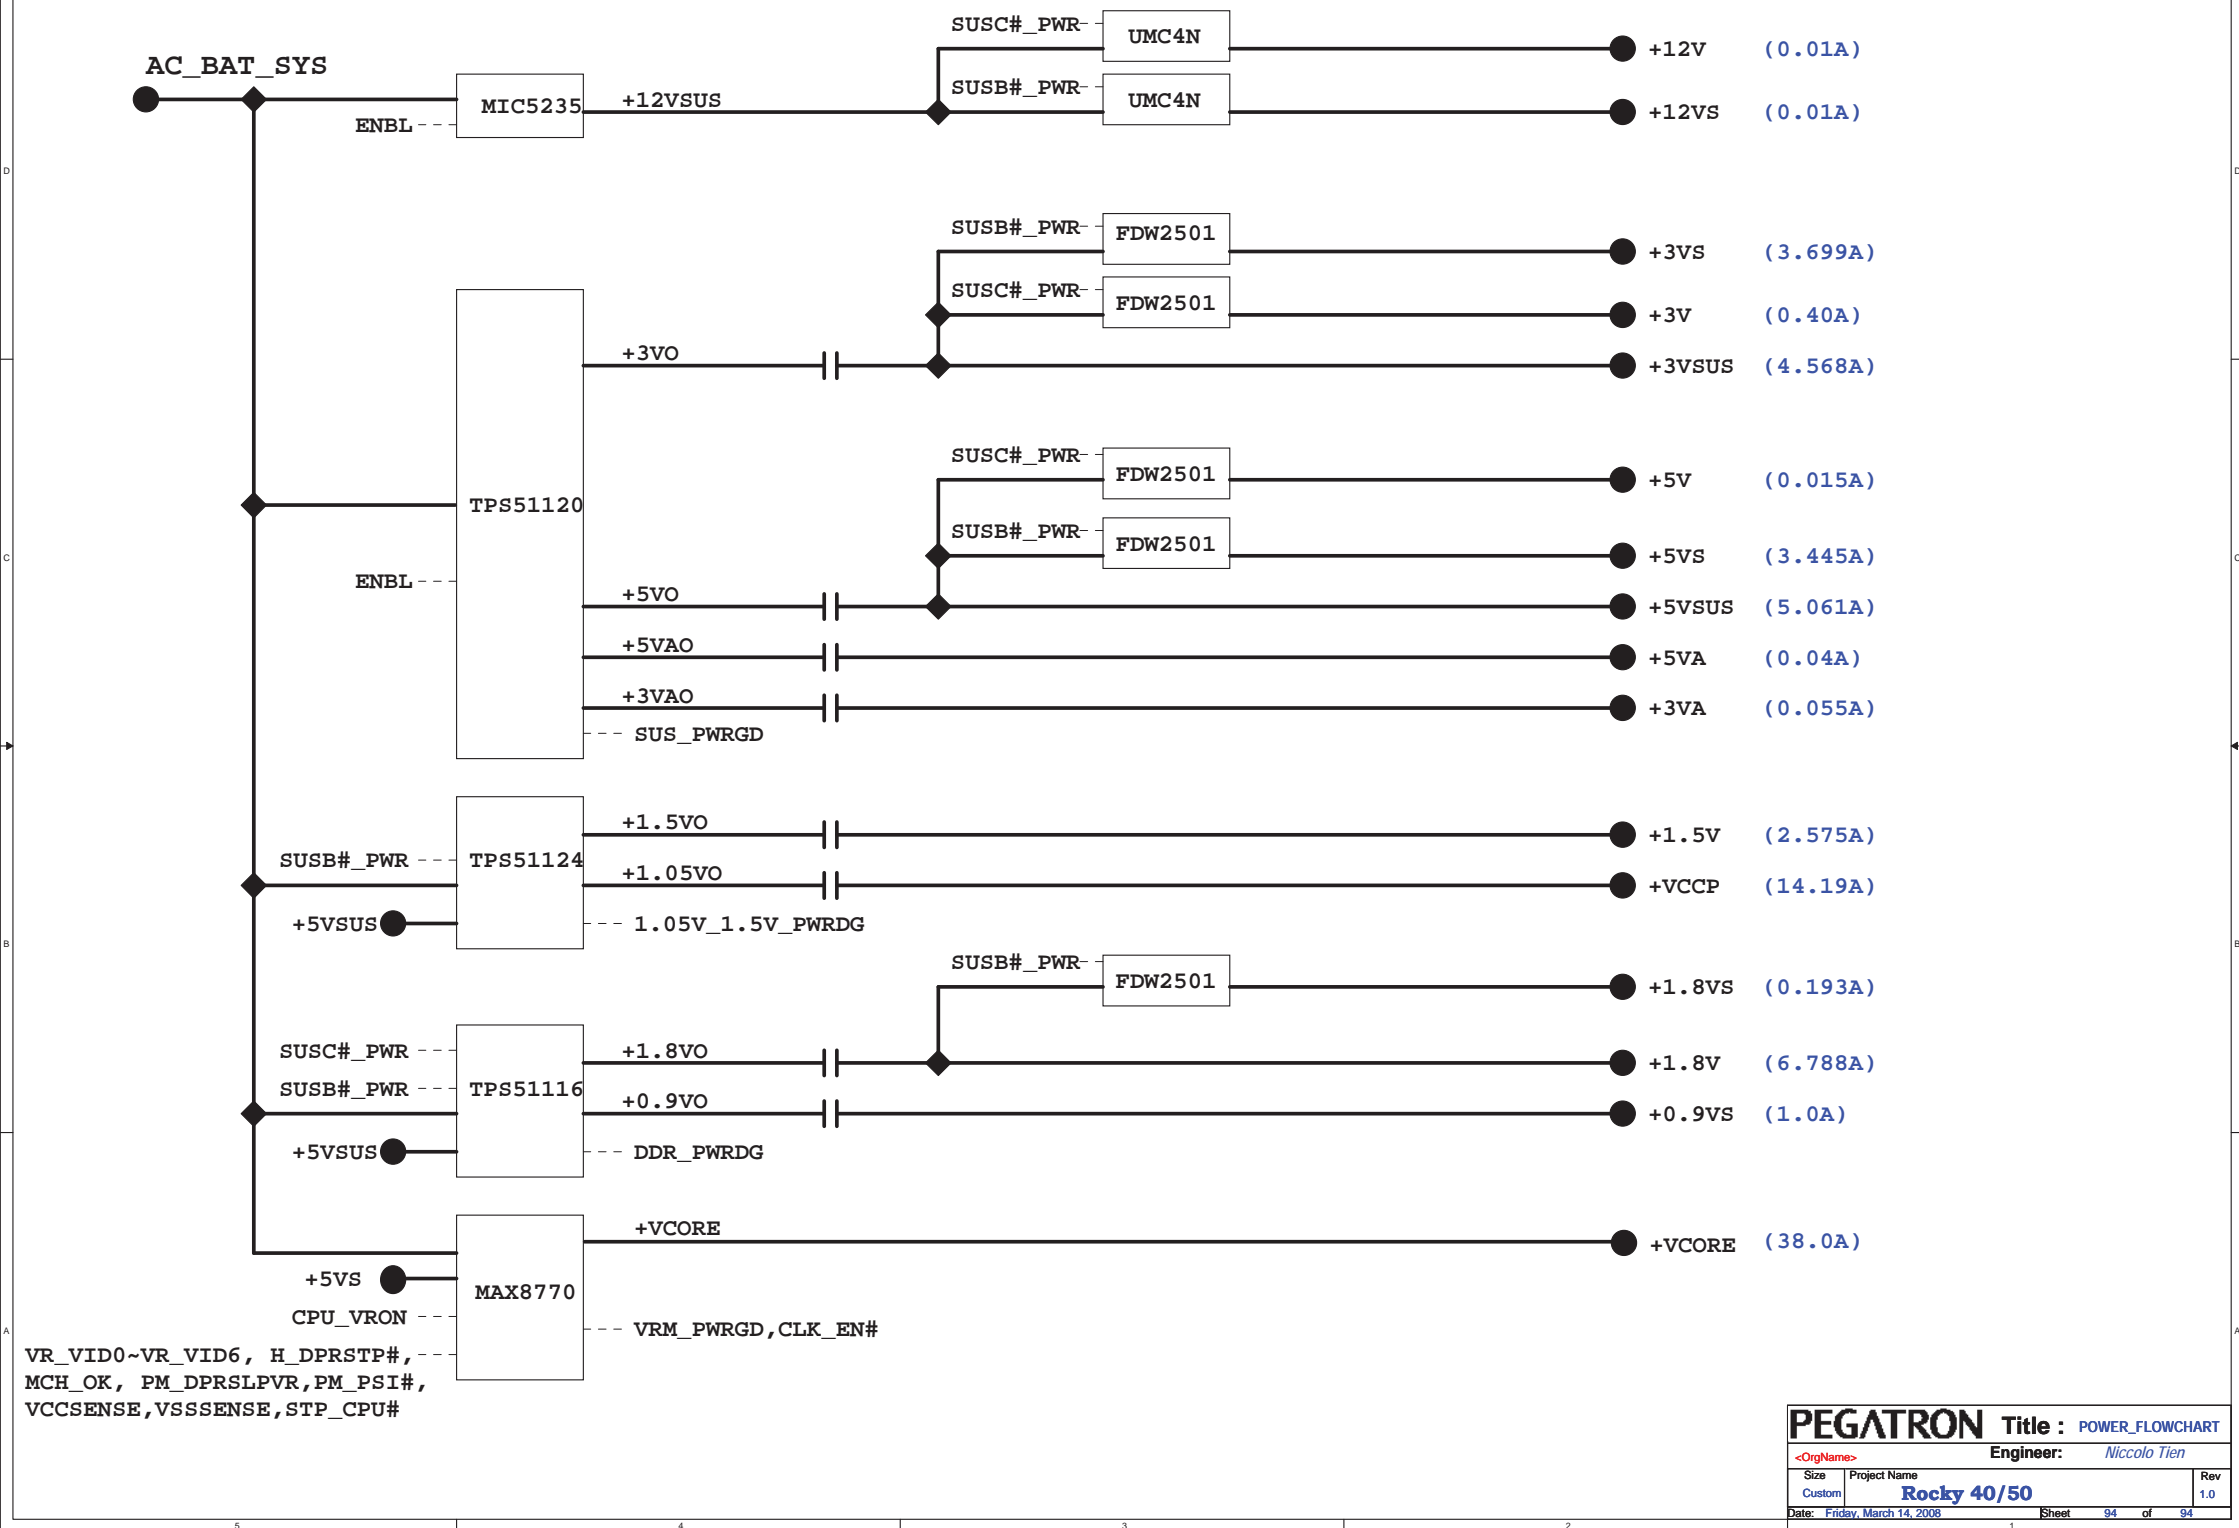 SUSC#_PWR
UMC4N
+12V (0.01A)
AC_BAT_SYS
MIC5235
+12VSUS
SUSB#_PWR
UMC4N
+12VS (0.01A)
ENBL
D
D
SUSB#_PWR
FDW2501
+3VS (3.699A)
SUSC#_PWR
FDW2501
+3V (0.40A)
+3VO
+3VSUS (4.568A)
SUSC#_PWR
FDW2501
+5V (0.015A)
TPS51120
SUSB#_PWR
FDW2501
+5VS (3.445A)
C
C
ENBL
+5VO
+5VSUS (5.061A)
+5VAO
+5VA (0.04A)
+3VAO
+3VA (0.055A)
SUS_PWRGD
+1.5VO
+1.5V (2.575A)
SUSB#_PWR
TPS51124
+1.05VO
+VCCP (14.19A)
+5VSUS
1.05V_1.5V_PWRDG
B
B
SUSB#_PWR
FDW2501
+1.8VS (0.193A)
SUSC#_PWR
+1.8VO
+1.8V (6.788A)
SUSB#_PWR
TPS51116
+0.9VO
+0.9VS (1.0A)
+5VSUS
DDR_PWRDG
+VCORE
+VCORE (38.0A)
+5VS
MAX8770
CPU_VRON
VRM_PWRGD,CLK_EN#
A
A
VR_VID0~VR_VID6, H_DPRSTP#,
MCH_OK, PM_DPRSLPVR,PM_PSI#,
VCCSENSE,VSSSENSE,STP_CPU#
PEGATRON Title : POWER_FLOWCHART
<OrgName> Engineer: Niccolo Tien
Size Project Name Rev
Custom Rocky 40/50 1.0
Date: Friday, March 14, 2008 Sheet 94 of 94
5 4 3 2 1